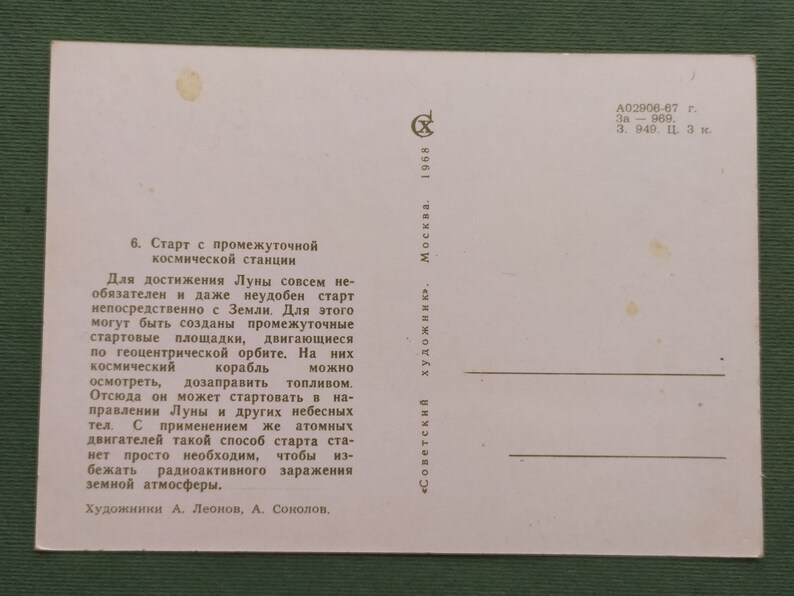 6. Старт с промежуточной
космической станции
Для достижения Луны совсем не-
обязателен и даже неудобен старт
непосредственно с Земли. Для этого
могут быть созданы промежуточные
стартовые площадки, двигающиеся
по геоцентрической орбите. На них
космический корабль можно
осмотреть, дозаправить топливом.
Отсюда он может стартовать в на-
правлении Луны и других небесных
тел. С применением же атомных
двигателей такой способ старта ста-
нет просто необходим, чтобы из-
бежать радиоактивного заражения
земной атмосферы.
Художники А. Леонов, А. Соколов.
СХ
«Советский художник». Москва. 1968
А02906-67 г.
За — 969.
З. 949. Ц. 3 к.